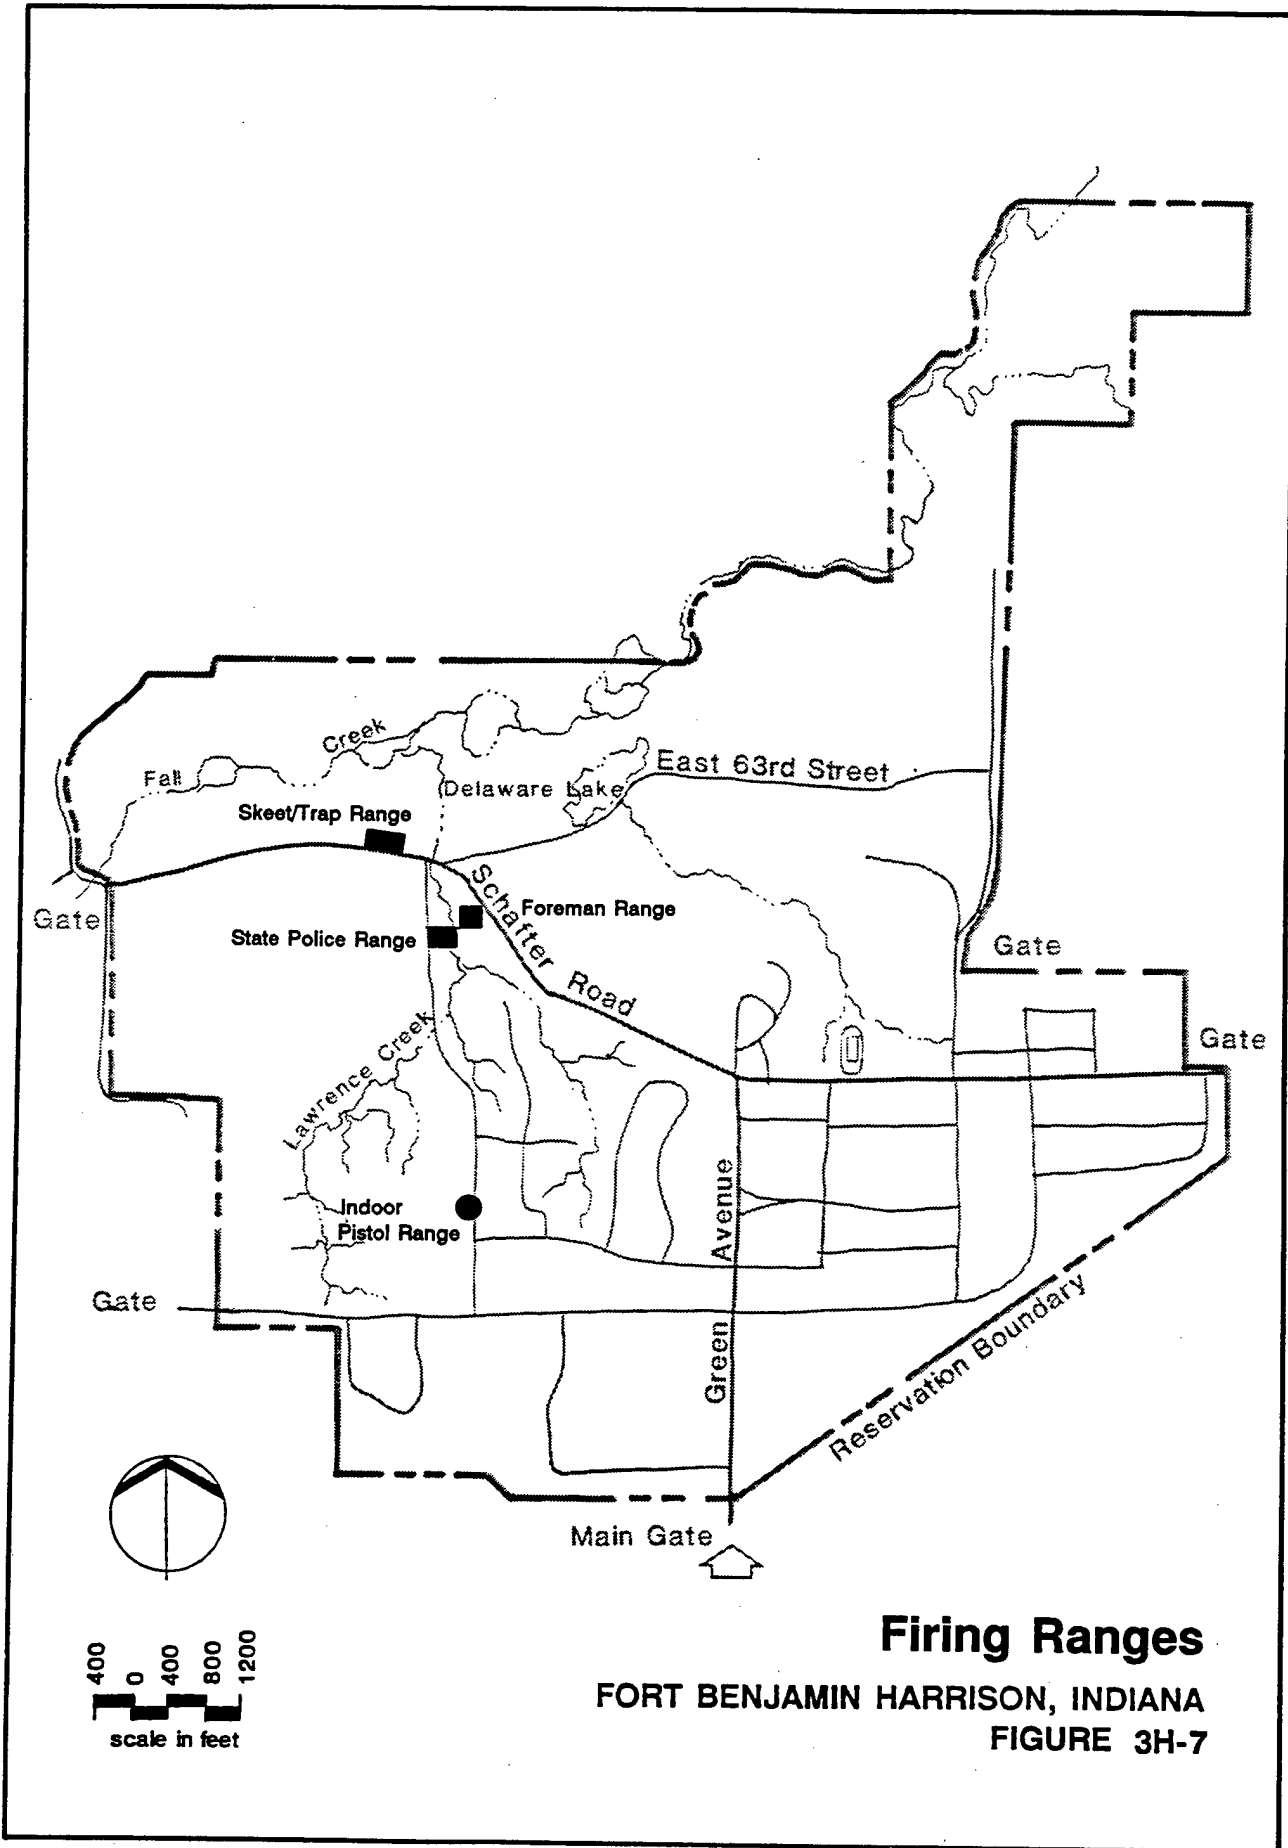 Creek
Fall
East 63rd Street
Delaware Lake
Skeet/Trap Range
Schafter Road
Gate
Foreman Range
State Police Range
Gate
Lawrence Creek
Gate
Indoor
Pistol Range
Green Avenue
Gate
Reservation Boundary
Main Gate
400 0 400 800 1200
scale in feet
Firing Ranges
FORT BENJAMIN HARRISON, INDIANA
FIGURE 3H-7